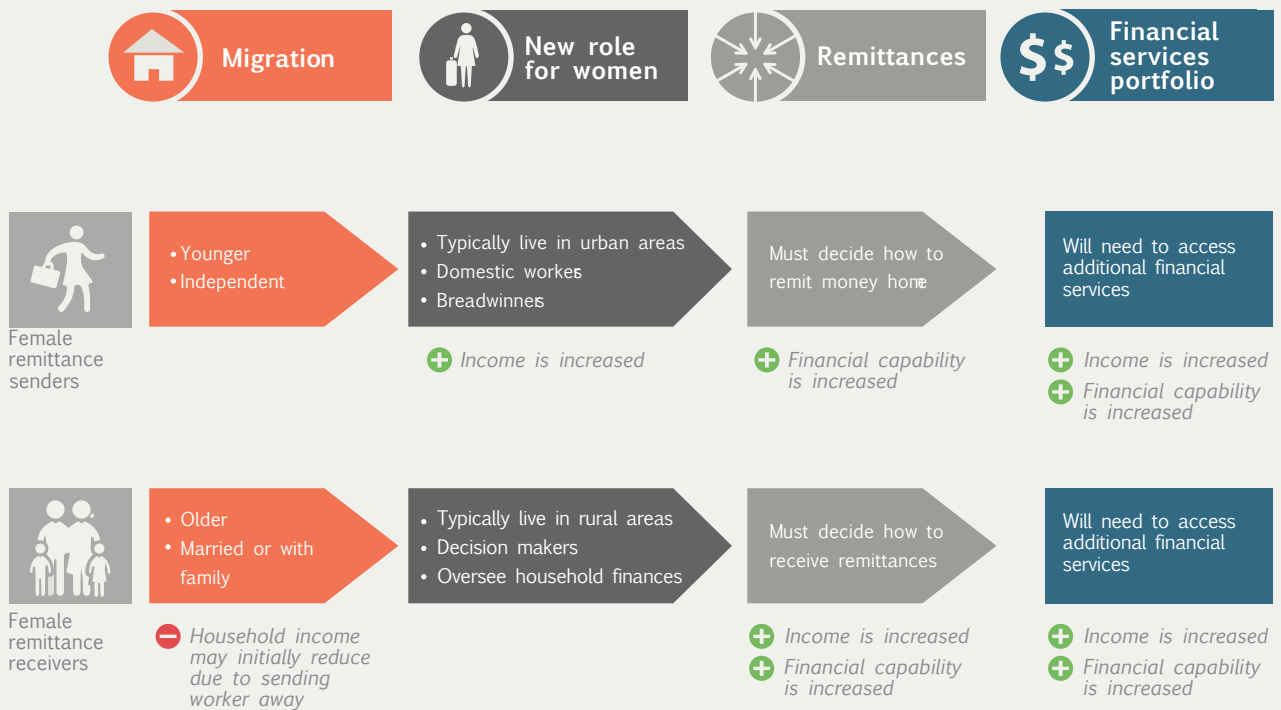 Migration
New role
for women
Remittances
Financial
services
portfolio
Female
remittance
senders
• Younger
• Independent
• Typically live in urban areas
• Domestic workers
• Breadwinners
Income is increased
Must decide how to
remit money home
Financial capability
is increased
Will need to access
additional financial
services
Income is increased
Financial capability
is increased
Female
remittance
receivers
• Older
• Married or with
family
Household income
may initially reduce
due to sending
worker away
• Typically live in rural areas
• Decision makers
• Oversee household finances
Must decide how to
receive remittances
Income is increased
Financial capability
is increased
Will need to access
additional financial
services
Income is increased
Financial capability
is increased